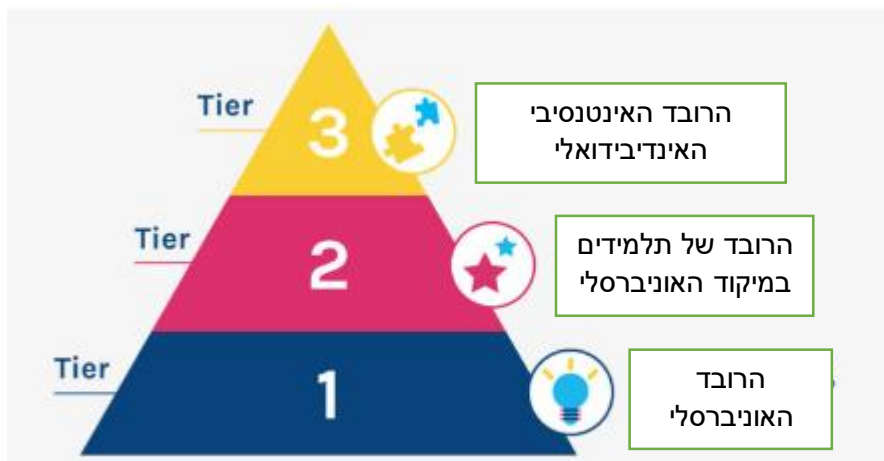 Tier
3
הרובד האינטנסיבי
האינדיבידואלי
Tier
2
הרובד של תלמידים
במיקוד האוניברסלי
Tier
1
הרובד
האוניברסלי